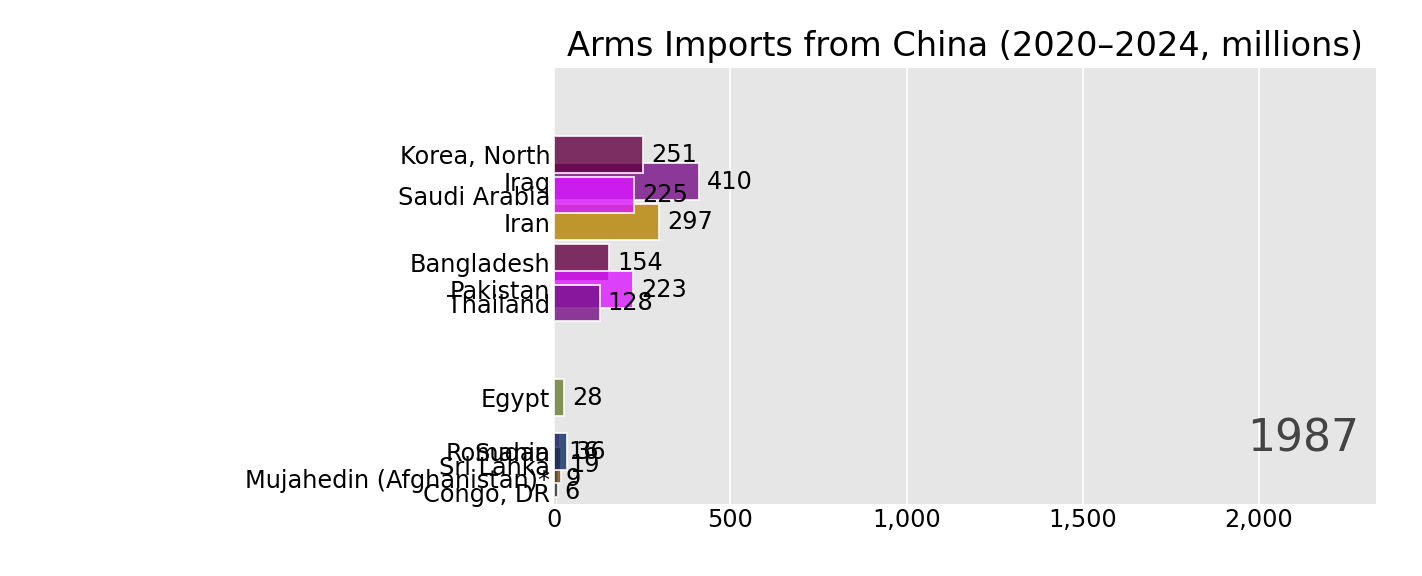 Arms Imports from China (2020–2024, millions)
Korea, North 251
Iraq 410
Saudi Arabia 225
Iran 297
Bangladesh 154
Pakistan 223
Thailand 128
Egypt 28
1987
Romania 36
Sudan 16
Sri Lanka 19
Mujahedin (Afghanistan)* 9
Congo, DR 6
0 500 1,000 1,500 2,000